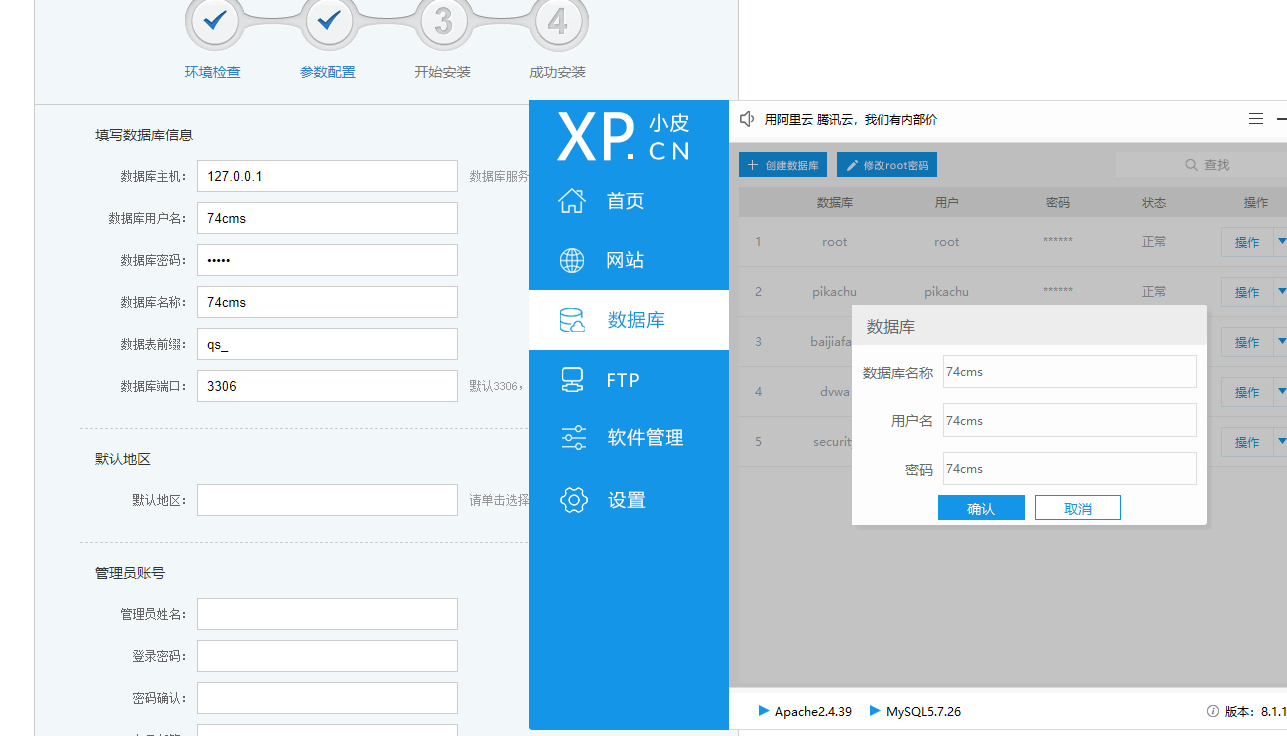 3
4
环境检查
参数配置
开始安装
成功安装
填写数据库信息
数据库主机：
127.0.0.1
数据库服务
数据库用户名：
74cms
数据库密码：
•••••
数据库名称：
74cms
数据表前缀：
qs_
数据库端口：
3306
默认3306，
默认地区
默认地区：
请单击选择
管理员账号
管理员姓名：
登录密码：
密码确认：
XP.CN 小皮
首页
网站
数据库
FTP
软件管理
设置
用阿里云 腾讯云，我们有内部价
创建数据库
修改root密码
查找
数据库 用户 密码 状态 操作
1 root root ****** 正常 操作
2 pikachu pikachu ****** 正常 操作
3 baijiafa 操作
4 dvwa 操作
5 securit 操作
数据库
数据库名称 74cms
用户名 74cms
密码 74cms
确认
取消
Apache2.4.39
MySQL5.7.26
版本：8.1.1